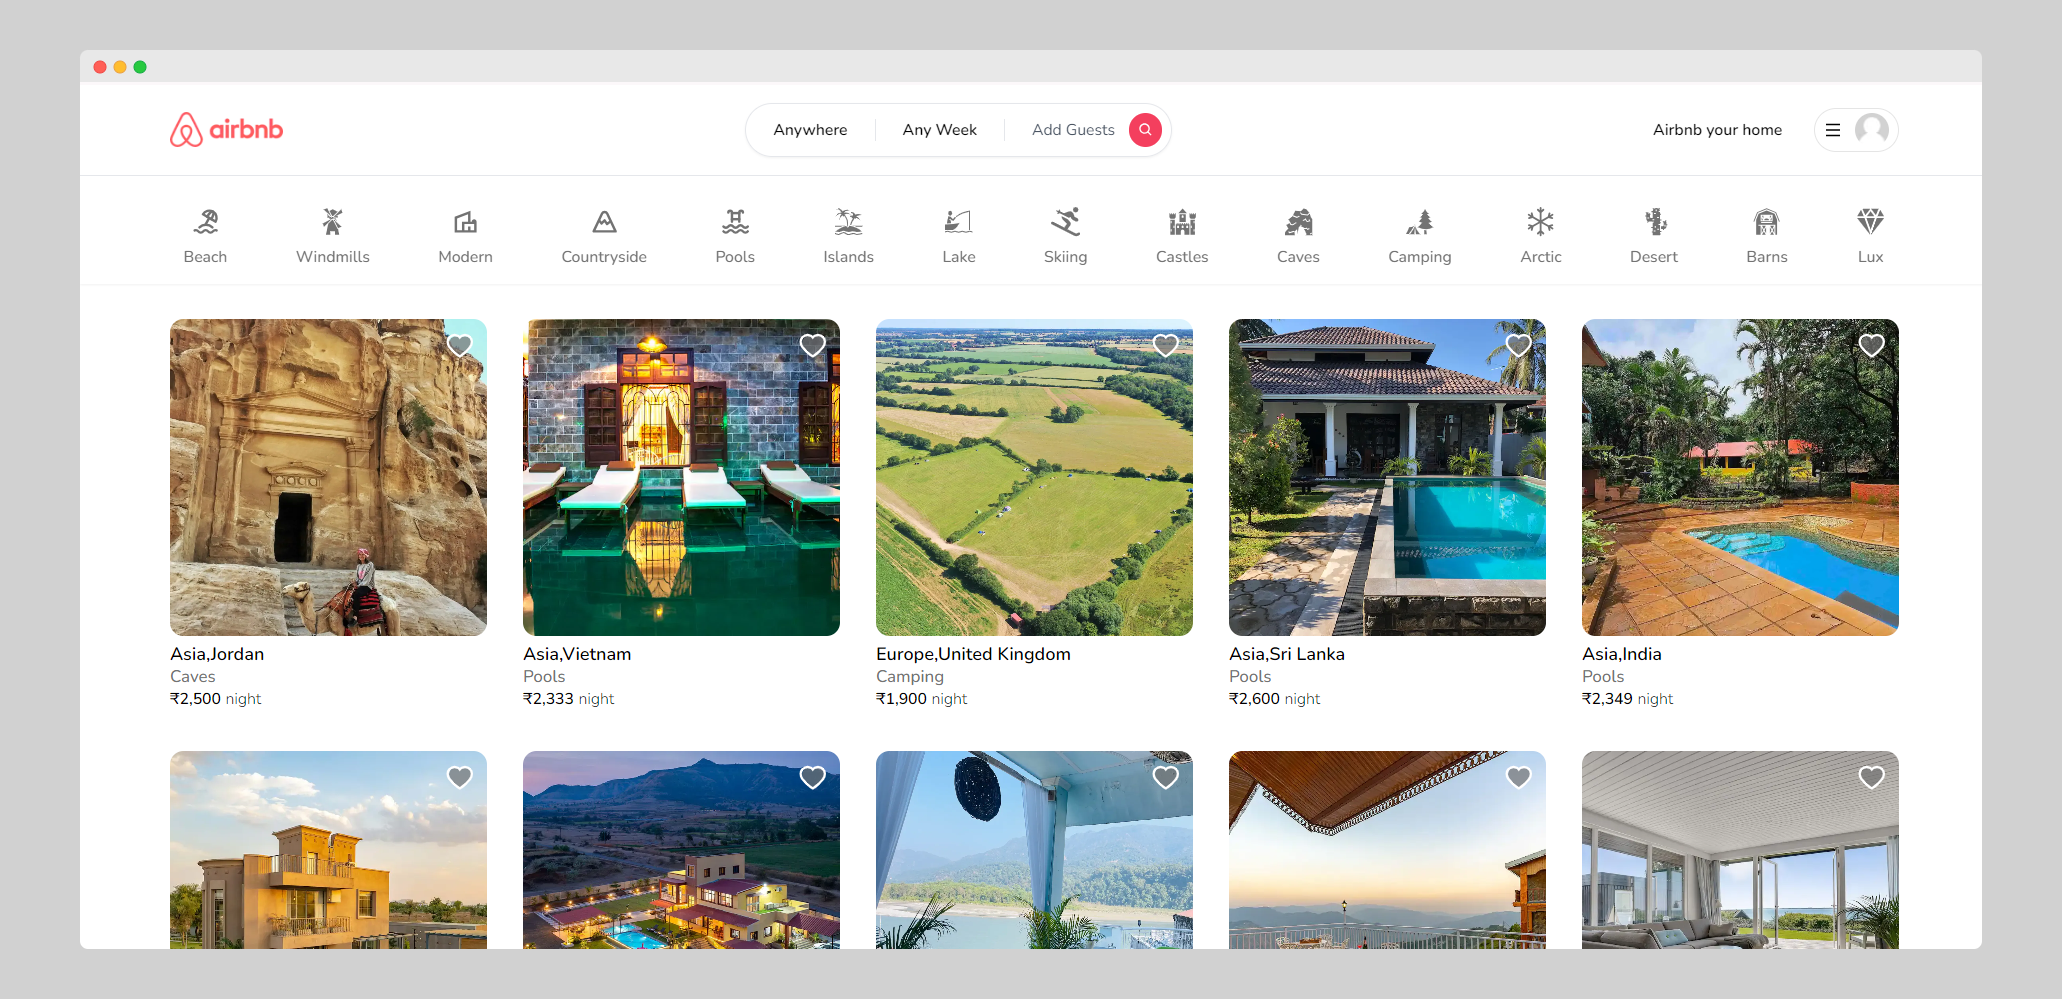 airbnb
Anywhere
Any Week
Add Guests
Airbnb your home
Beach
Windmills
Modern
Countryside
Pools
Islands
Lake
Skiing
Castles
Caves
Camping
Arctic
Desert
Barns
Lux
Asia,Jordan
Caves
₹2,500 night
Asia,Vietnam
Pools
₹2,333 night
Europe,United Kingdom
Camping
₹1,900 night
Asia,Sri Lanka
Pools
₹2,600 night
Asia,India
Pools
₹2,349 night